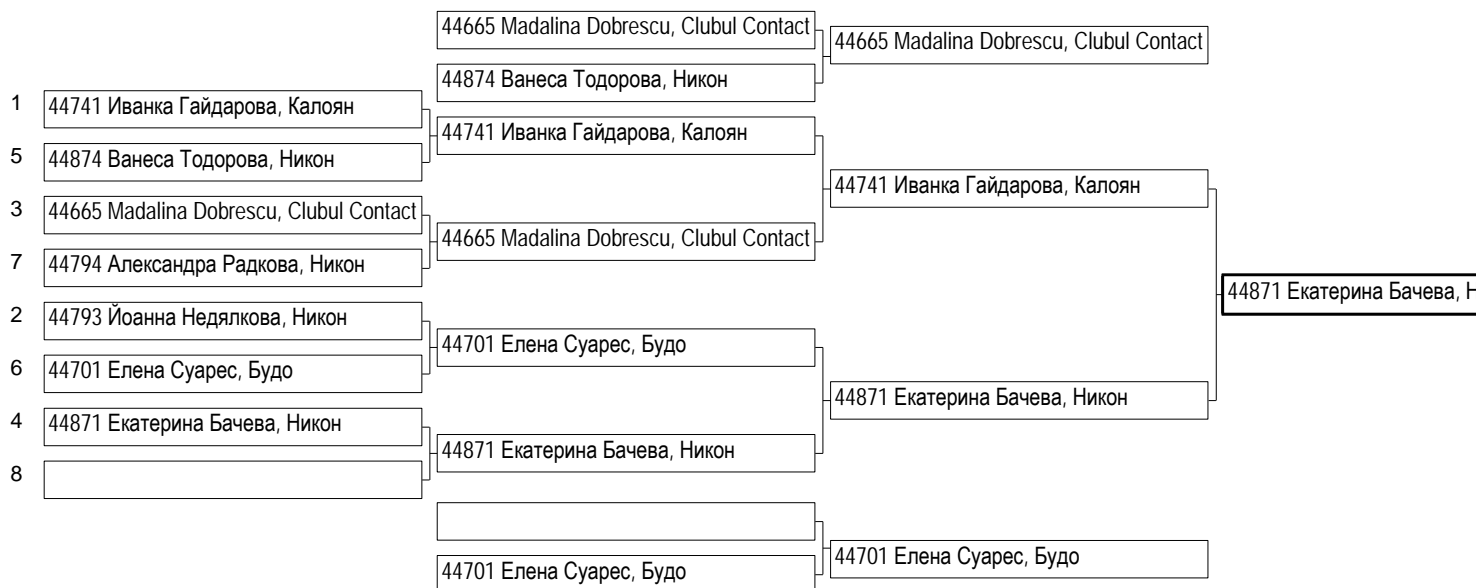 44665 Madalina Dobrescu, Clubul Contact
44665 Madalina Dobrescu, Clubul Contact
44874 Ванеса Тодорова, Никон
1 44741 Иванка Гайдарова, Калоян
44741 Иванка Гайдарова, Калоян
5 44874 Ванеса Тодорова, Никон
44741 Иванка Гайдарова, Калоян
3 44665 Madalina Dobrescu, Clubul Contact
44665 Madalina Dobrescu, Clubul Contact
7 44794 Александра Радкова, Никон
44871 Екатерина Бачева, Н
2 44793 Йоанна Недялкова, Никон
44701 Елена Суарес, Будо
6 44701 Елена Суарес, Будо
44871 Екатерина Бачева, Никон
4 44871 Екатерина Бачева, Никон
44871 Екатерина Бачева, Никон
8
44701 Елена Суарес, Будо
44701 Елена Суарес, Будо